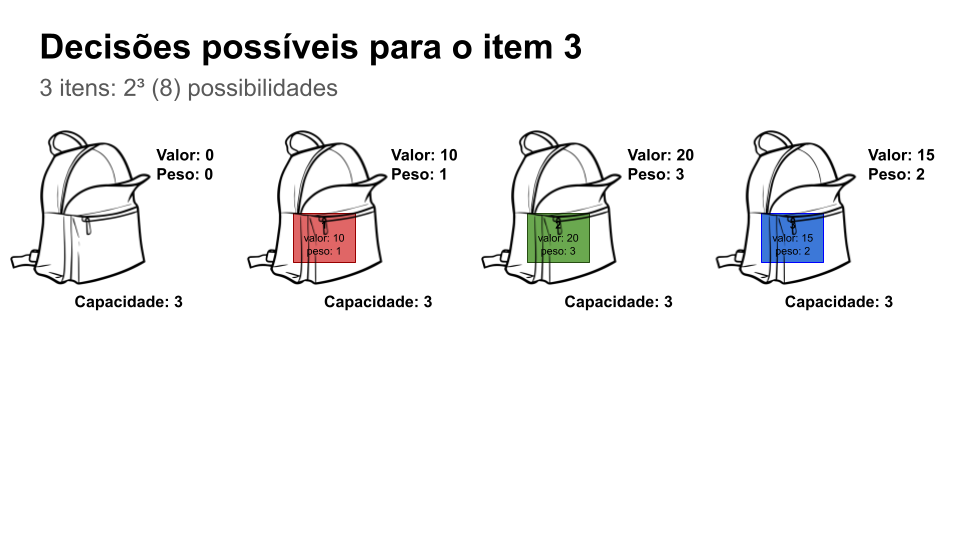 Decisões possíveis para o item 3
3 itens: 2³ (8) possibilidades
Valor: 0
Peso: 0
Capacidade: 3
Valor: 10
Peso: 1
valor: 10
peso: 1
Capacidade: 3
Valor: 20
Peso: 3
2
valor: 20
peso: 3
Capacidade: 3
Valor: 15
Peso: 2
3
valor: 15
peso: 2
Capacidade: 3